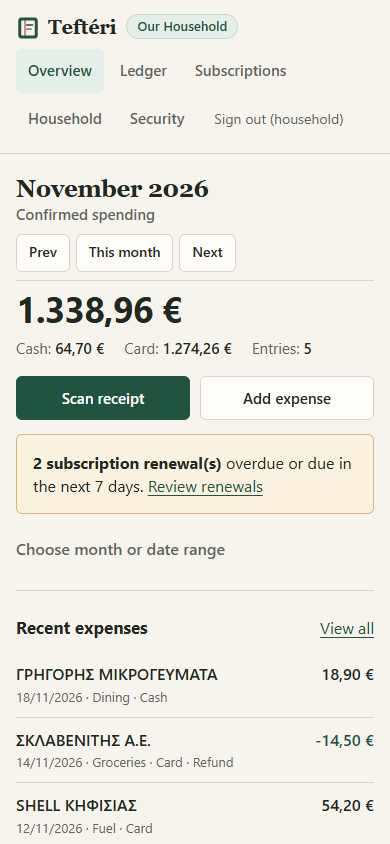 Teftéri Our Household
Overview Ledger Subscriptions
Household Security Sign out (household)
November 2026
Confirmed spending
Prev This month Next
1.338,96 €
Cash: 64,70 € Card: 1.274,26 € Entries: 5
Scan receipt Add expense
2 subscription renewal(s) overdue or due in
the next 7 days. Review renewals
Choose month or date range
Recent expenses View all
ΓΡΗΓΟΡΗΣ ΜΙΚΡΟΓΕΥΜΑΤΑ 18,90 €
18/11/2026 · Dining · Cash
ΣΚΛΑΒΕΝΙΤΗΣ Α.Ε. -14,50 €
14/11/2026 · Groceries · Card · Refund
SHELL ΚΗΦΙΣΙΑΣ 54,20 €
12/11/2026 · Fuel · Card